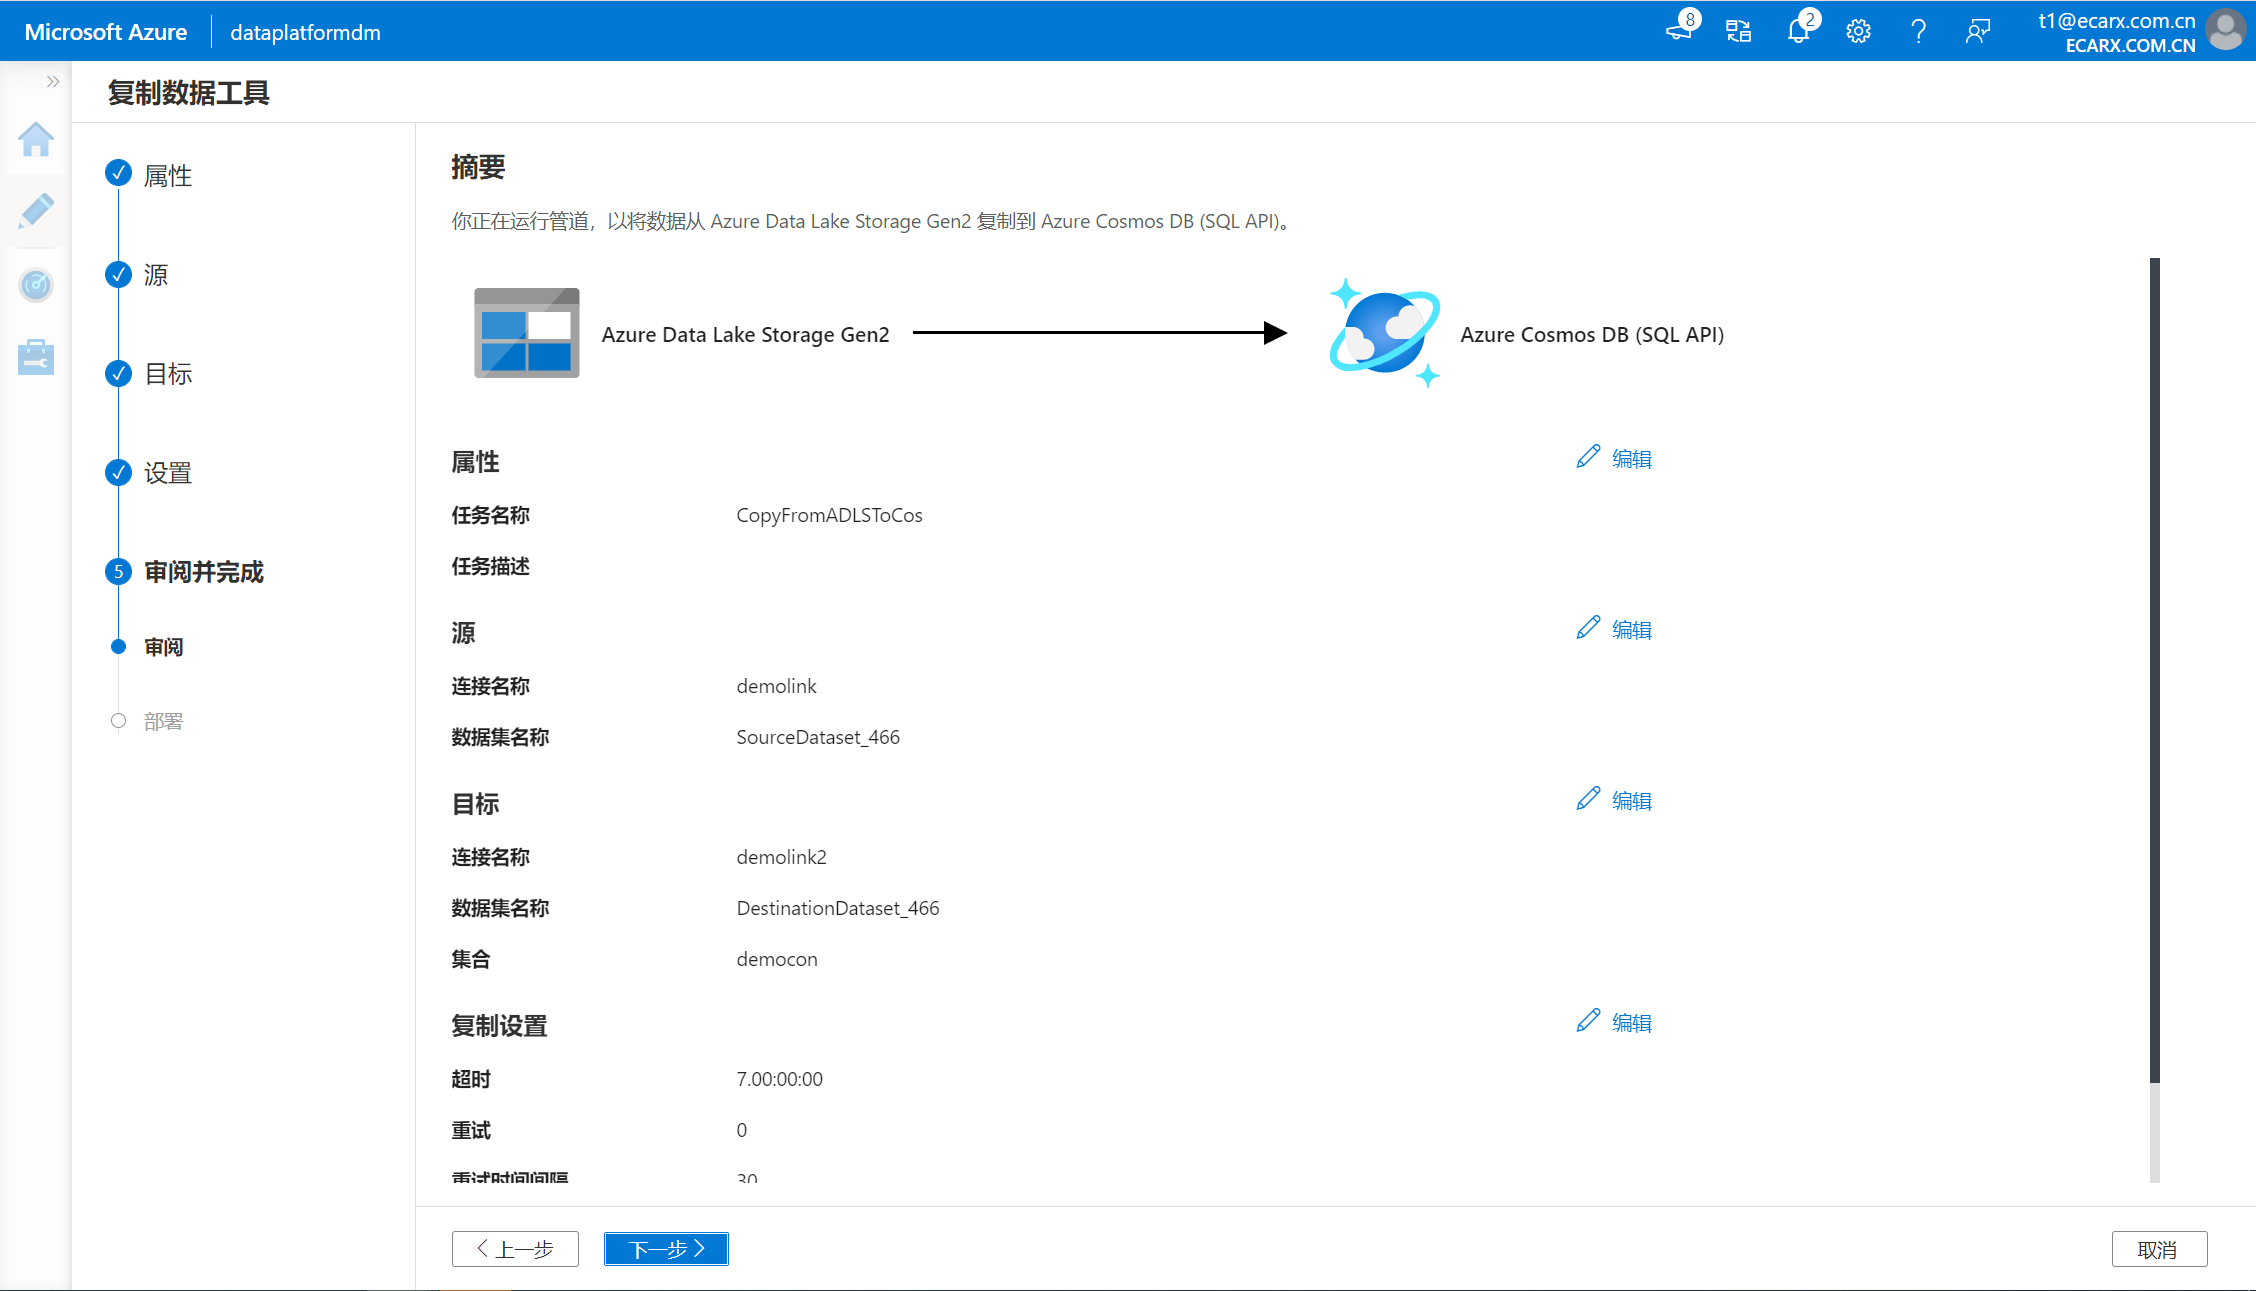 Microsoft Azure
dataplatformdm
8
2
t1@ecarx.com.cn
ECARX.COM.CN
复制数据工具
属性
源
目标
设置
5 审阅并完成
审阅
部署
摘要
你正在运行管道，以将数据从 Azure Data Lake Storage Gen2 复制到 Azure Cosmos DB (SQL API)。
Azure Data Lake Storage Gen2
Azure Cosmos DB (SQL API)
属性 编辑
任务名称 CopyFromADLSToCos
任务描述
源 编辑
连接名称 demolink
数据集名称 SourceDataset_466
目标 编辑
连接名称 demolink2
数据集名称 DestinationDataset_466
集合 democon
复制设置 编辑
超时 7.00:00:00
重试 0
重试时间间隔 30
上一步
下一步
取消